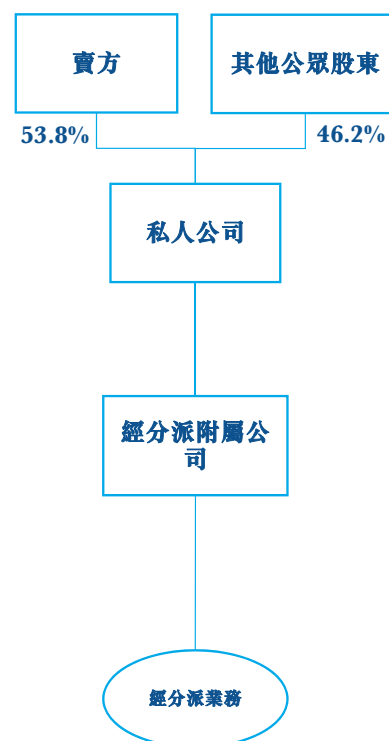 賣方
其他公眾股東
53.8%
46.2%
私人公司
經分派附屬公
司
經分派業務